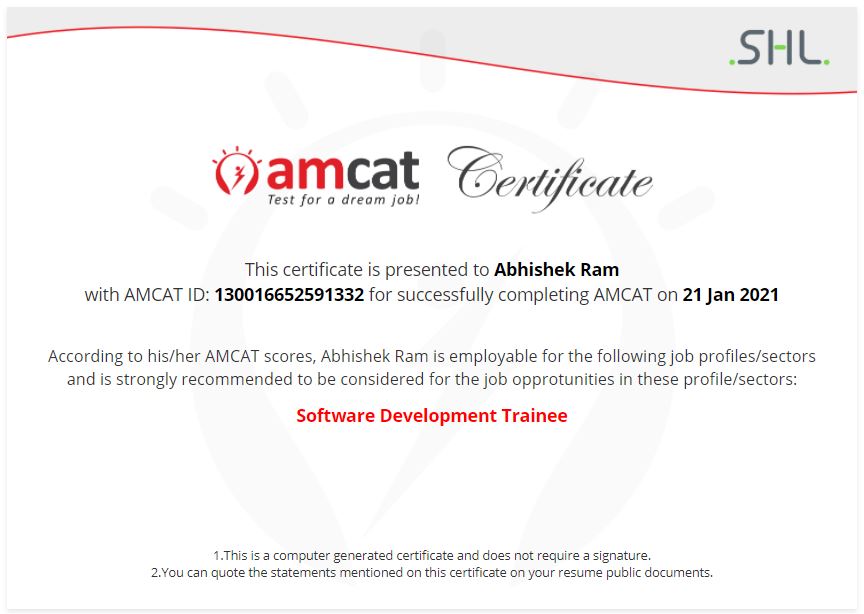 .SHL.
amcat Certificate
Test for a dream job!
This certificate is presented to Abhishek Ram
with AMCAT ID: 130016652591332 for successfully completing AMCAT on 21 Jan 2021
According to his/her AMCAT scores, Abhishek Ram is employable for the following job profiles/sectors
and is strongly recommended to be considered for the job opprotunities in these profile/sectors:
Software Development Trainee
1.This is a computer generated certificate and does not require a signature.
2.You can quote the statements mentioned on this certificate on your resume public documents.